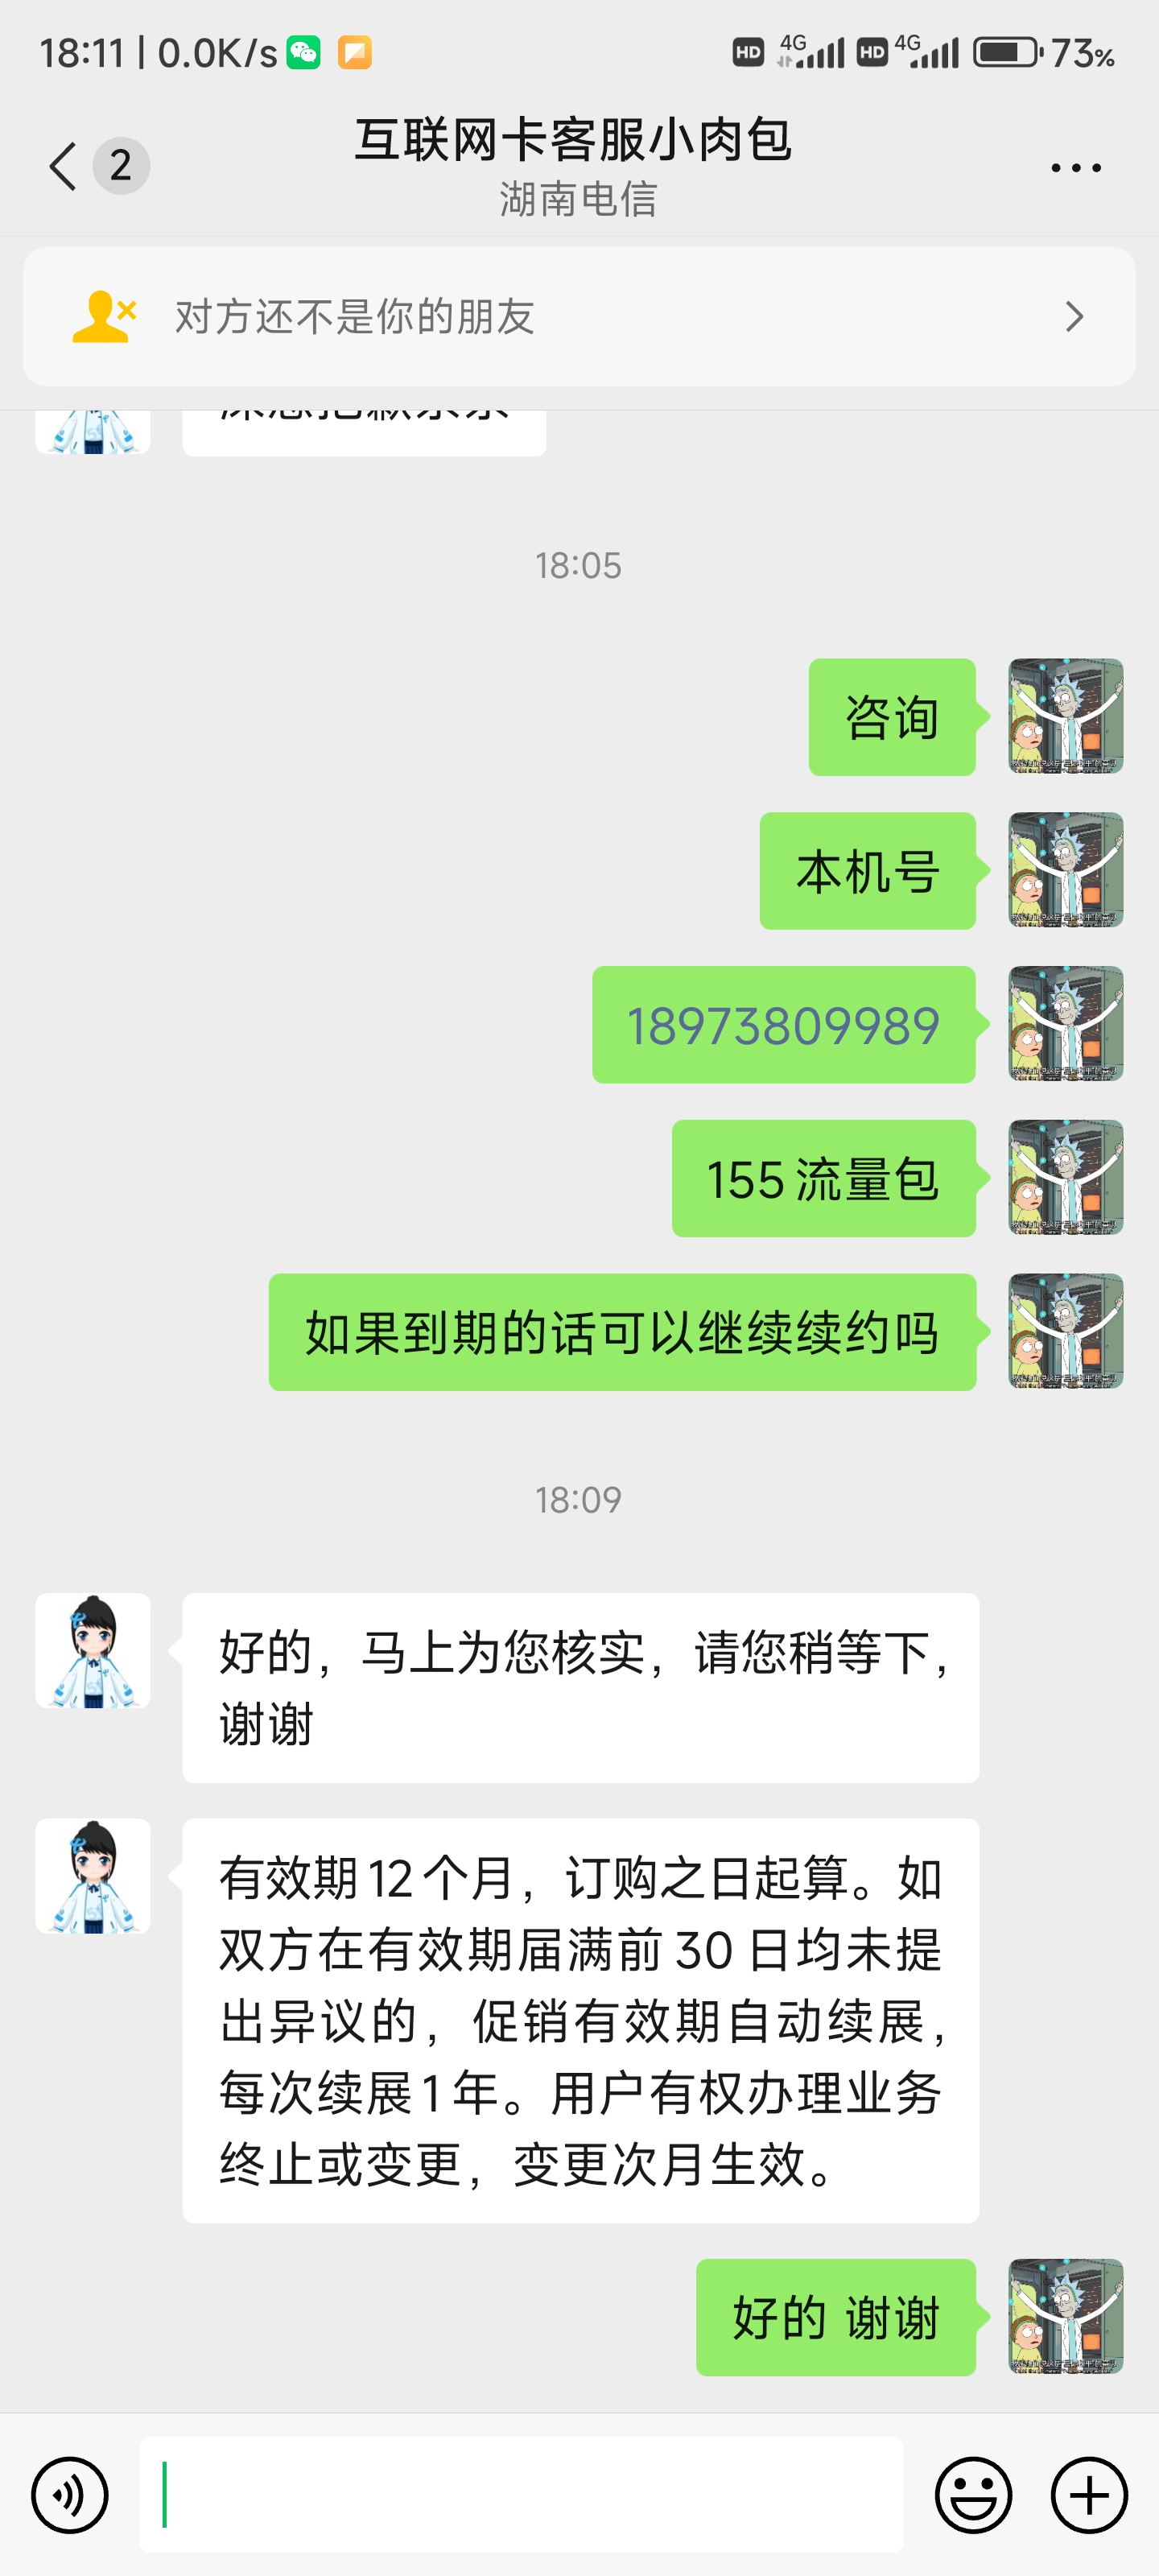 18:11 | 0.0K/s
HD 4G HD 4G 73%
2
互联网卡客服小肉包
湖南电信
对方还不是你的朋友
18:05
咨询
本机号
18973809989
155流量包
如果到期的话可以继续续约吗
18:09
好的，马上为您核实，请您稍等下，
谢谢
有效期12个月，订购之日起算。如
双方在有效期届满前30日均未提
出异议的，促销有效期自动续展，
每次续展1年。用户有权办理业务
终止或变更，变更次月生效。
好的 谢谢